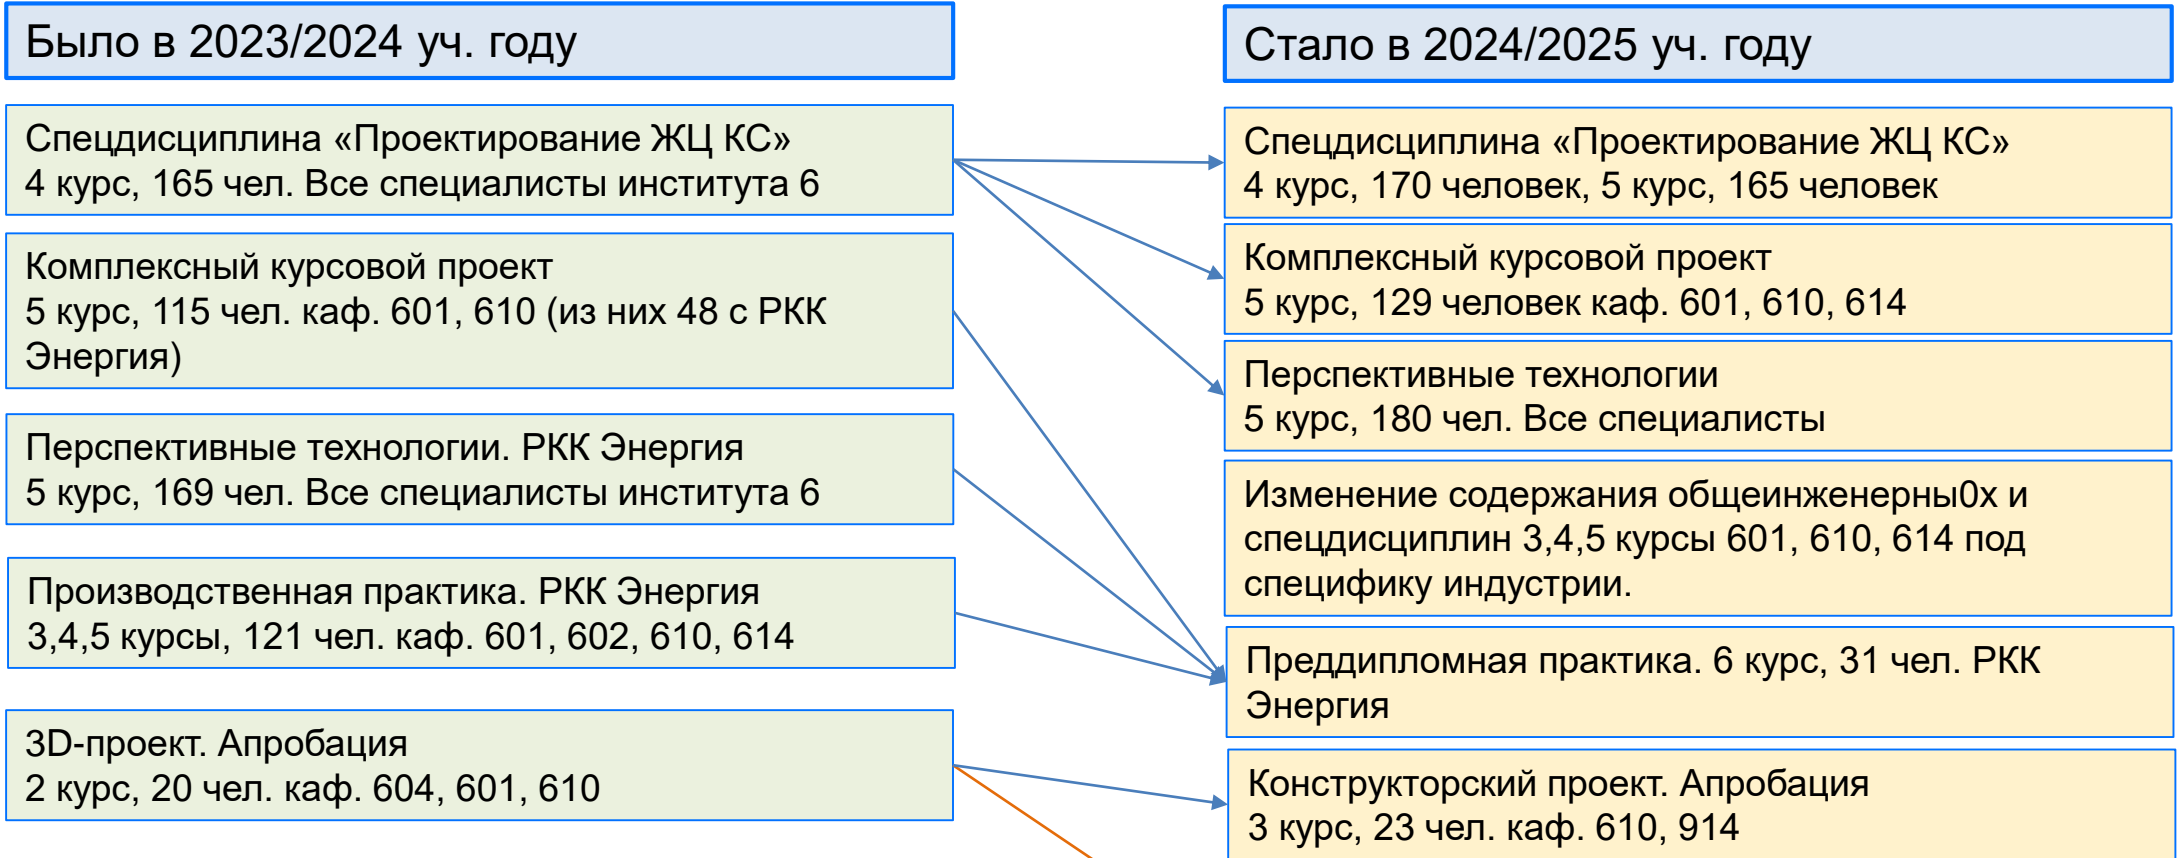 Было в 2023/2024 уч. году
Спецдисциплина «Проектирование ЖЦ КС»
4 курс, 165 чел. Все специалисты института 6
Комплексный курсовой проект
5 курс, 115 чел. каф. 601, 610 (из них 48 с РКК
Энергия)
Перспективные технологии. РКК Энергия
5 курс, 169 чел. Все специалисты института 6
Производственная практика. РКК Энергия
3,4,5 курсы, 121 чел. каф. 601, 602, 610, 614
3D-проект. Апробация
2 курс, 20 чел. каф. 604, 601, 610
Стало в 2024/2025 уч. году
Спецдисциплина «Проектирование ЖЦ КС»
4 курс, 170 человек, 5 курс, 165 человек
Комплексный курсовой проект
5 курс, 129 человек каф. 601, 610, 614
Перспективные технологии
5 курс, 180 чел. Все специалисты
Изменение содержания общеинженерны0х и
спецдисциплин 3,4,5 курсы 601, 610, 614 под
специфику индустрии.
Преддипломная практика. 6 курс, 31 чел. РКК
Энергия
Конструкторский проект. Апробация
3 курс, 23 чел. каф. 610, 914